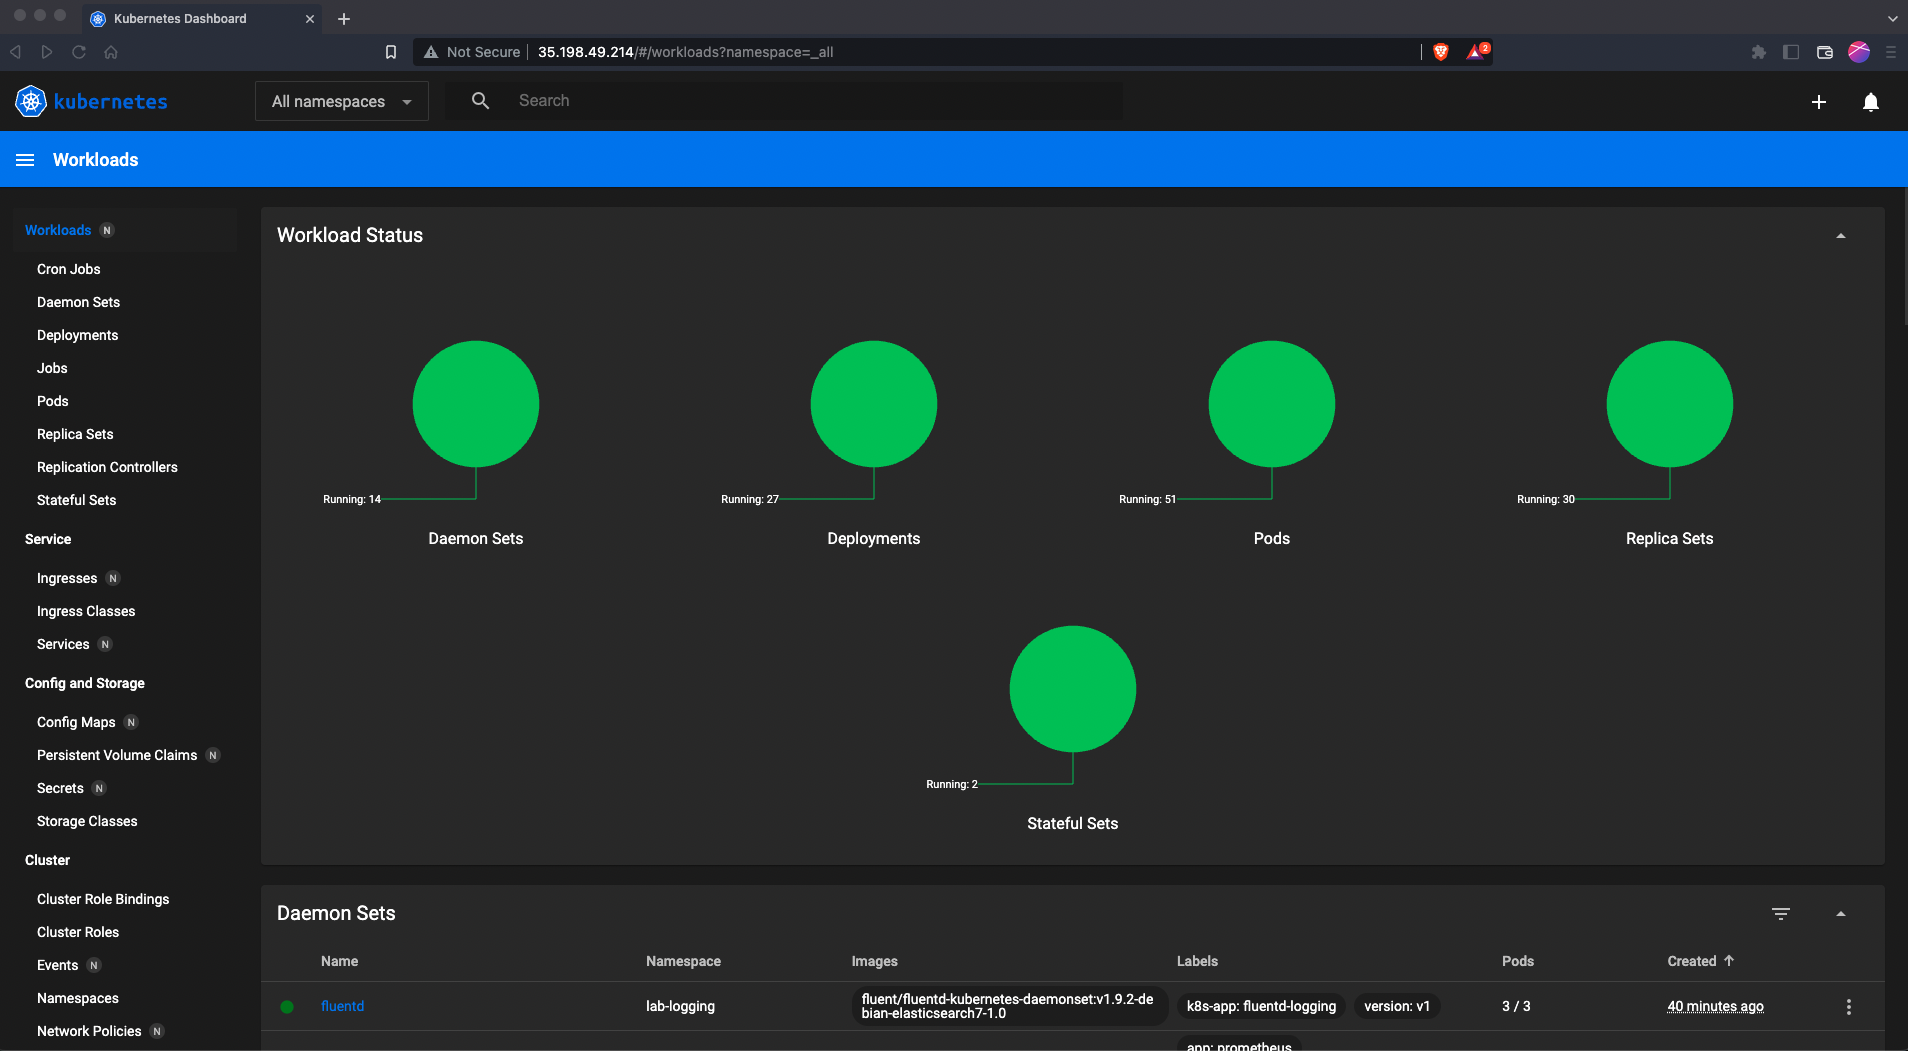 Kubernetes Dashboard
Not Secure 35.198.49.214/#/workloads?namespace=_all
2
kubernetes
All namespaces
Search
Workloads
Workloads N
Cron Jobs
Daemon Sets
Deployments
Jobs
Pods
Replica Sets
Replication Controllers
Stateful Sets
Service
Ingresses N
Ingress Classes
Services N
Config and Storage
Config Maps N
Persistent Volume Claims N
Secrets N
Storage Classes
Cluster
Cluster Role Bindings
Cluster Roles
Events N
Namespaces
Network Policies N
Workload Status
Running: 14
Daemon Sets
Running: 27
Deployments
Running: 51
Pods
Running: 30
Replica Sets
Running: 2
Stateful Sets
Daemon Sets
Name Namespace Images Labels Pods Created
fluentd lab-logging fluent/fluentd-kubernetes-daemonset:v1.9.2-de
bian-elasticsearch7-1.0 k8s-app: fluentd-logging version: v1 3 / 3 40 minutes ago
app: prometheus